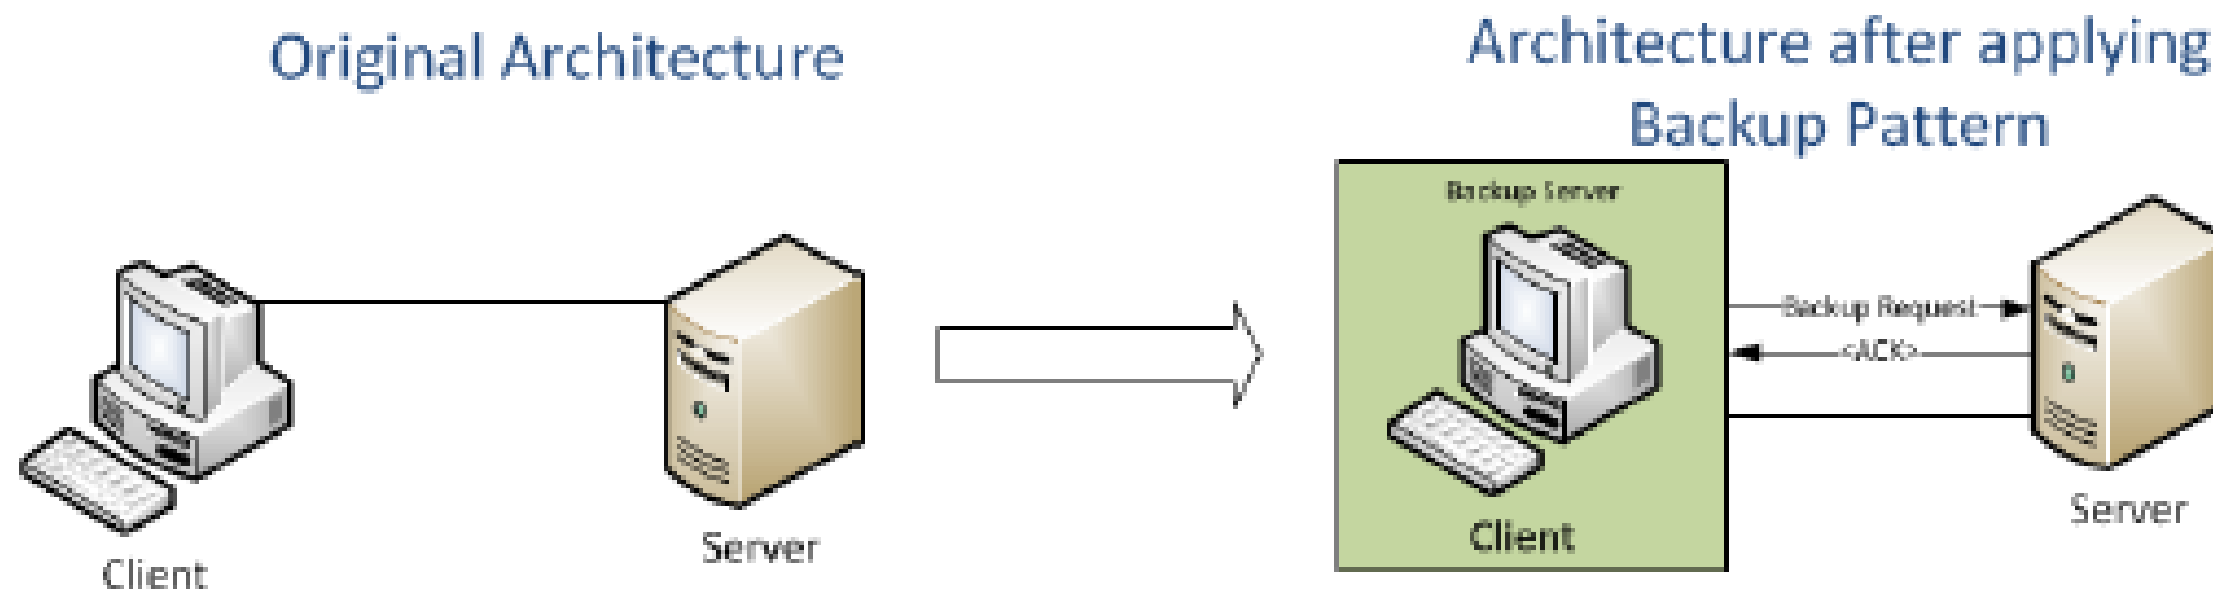 Original Architecture
Architecture after applying
Backup Pattern
Backup Server
Backup Request
<ACK>
Client
Server
Client
Server